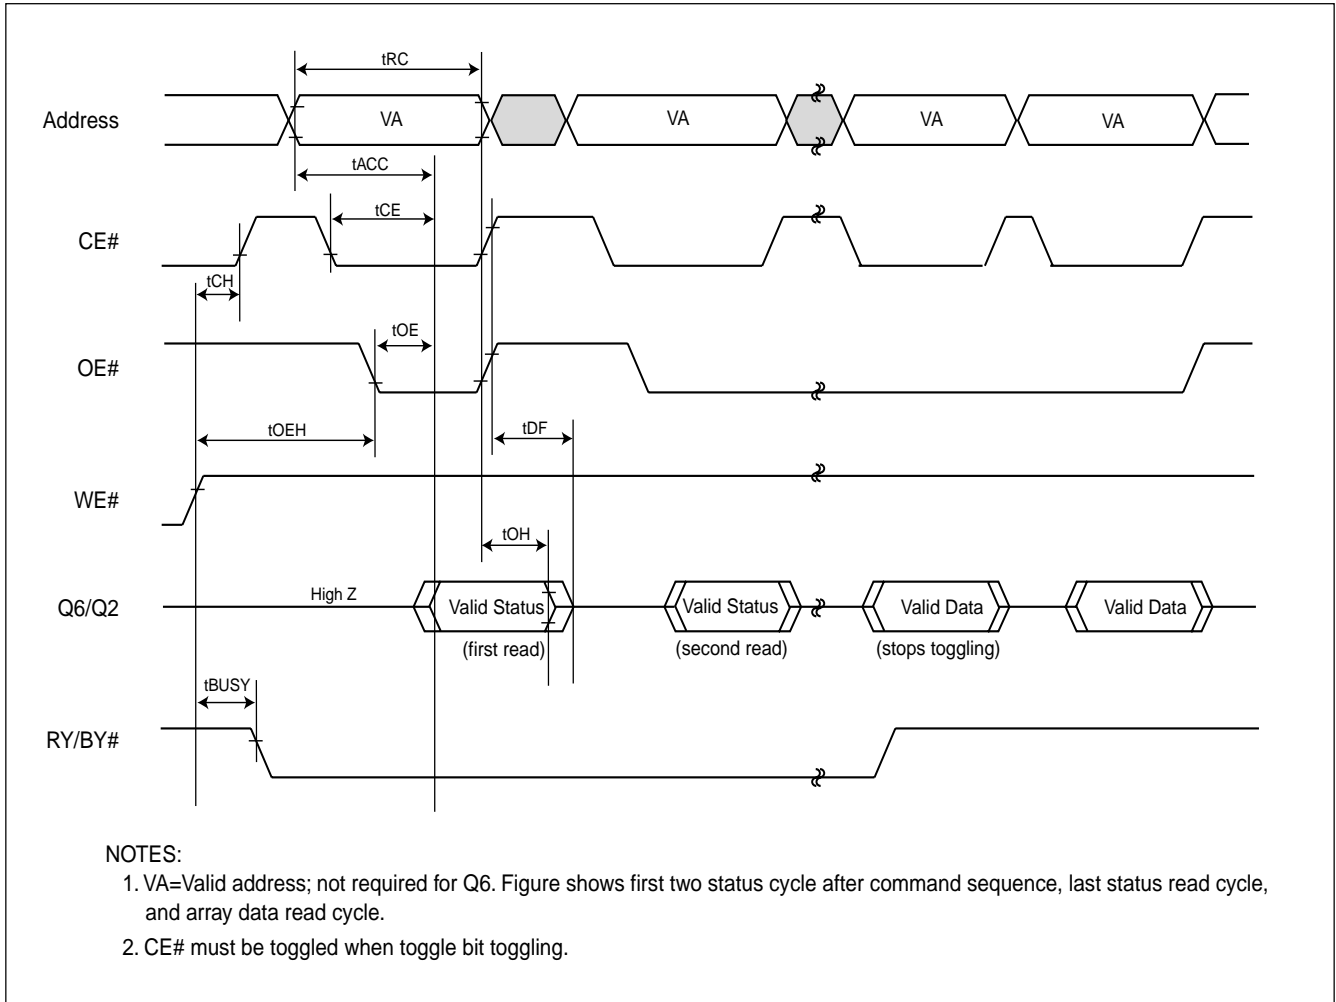 tRC
Address
VA
VA
VA
VA
tACC
tCE
CE#
tCH
tOE
OE#
tOEH
tDF
WE#
tOH
Q6/Q2
High Z
Valid Status
Valid Status
Valid Data
Valid Data
(first read)
(second read)
(stops toggling)
tBUSY
RY/BY#
NOTES:
1. VA=Valid address; not required for Q6. Figure shows first two status cycle after command sequence, last status read cycle,
and array data read cycle.
2. CE# must be toggled when toggle bit toggling.